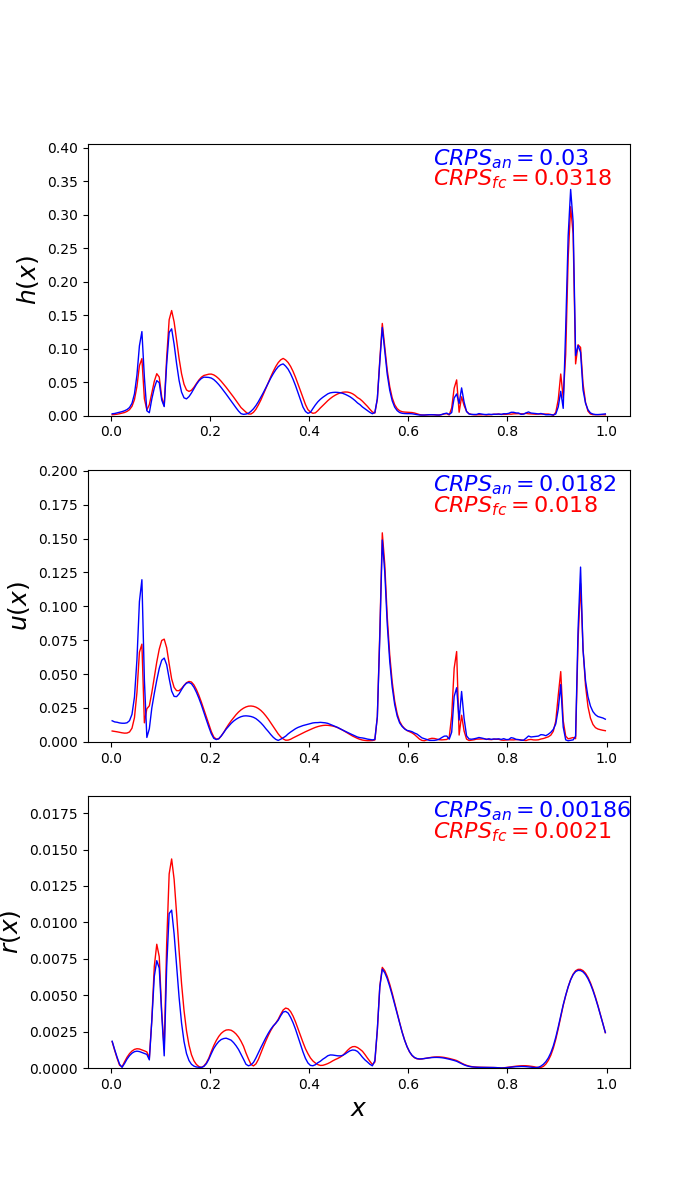 CRPS_an = 0.03
CRPS_fc = 0.0318
0.40
0.35
0.30
0.25
0.20
0.15
0.10
0.05
0.00
h(x)
0.0 0.2 0.4 0.6 0.8 1.0
CRPS_an = 0.0182
CRPS_fc = 0.018
0.200
0.175
0.150
0.125
0.100
0.075
0.050
0.025
0.000
u(x)
0.0 0.2 0.4 0.6 0.8 1.0
CRPS_an = 0.00186
CRPS_fc = 0.0021
0.0175
0.0150
0.0125
0.0100
0.0075
0.0050
0.0025
0.0000
r(x)
0.0 0.2 0.4 0.6 0.8 1.0
x